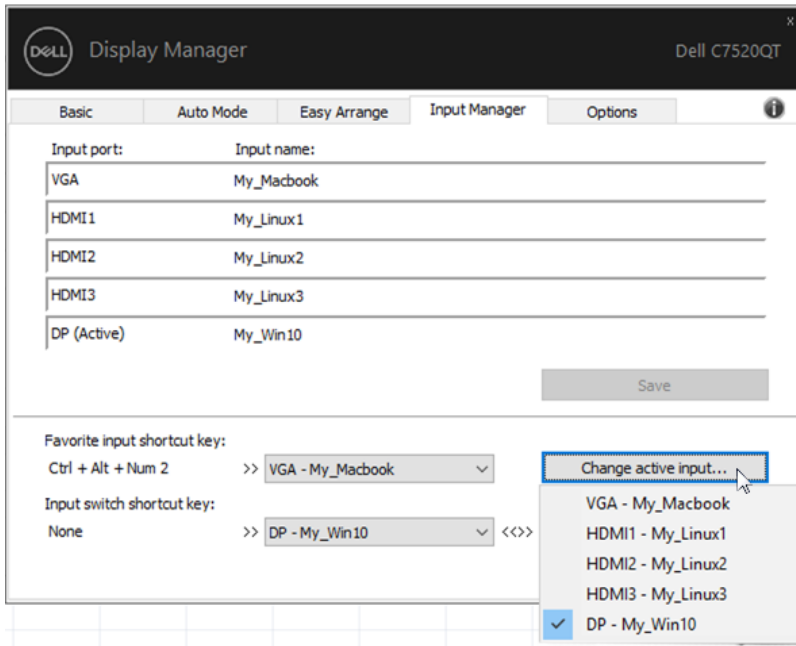 x
DELL Display Manager Dell C7520QT
Basic Auto Mode Easy Arrange Input Manager Options i
Input port: Input name:
VGA My_Macbook
HDMI1 My_Linux1
HDMI2 My_Linux2
HDMI3 My_Linux3
DP (Active) My_Win10
Save
Favorite input shortcut key:
Ctrl + Alt + Num 2 >> VGA - My_Macbook Change active input...
Input switch shortcut key:
None >> DP - My_Win10 <<>>
VGA - My_Macbook
HDMI1 - My_Linux1
HDMI2 - My_Linux2
HDMI3 - My_Linux3
DP - My_Win10